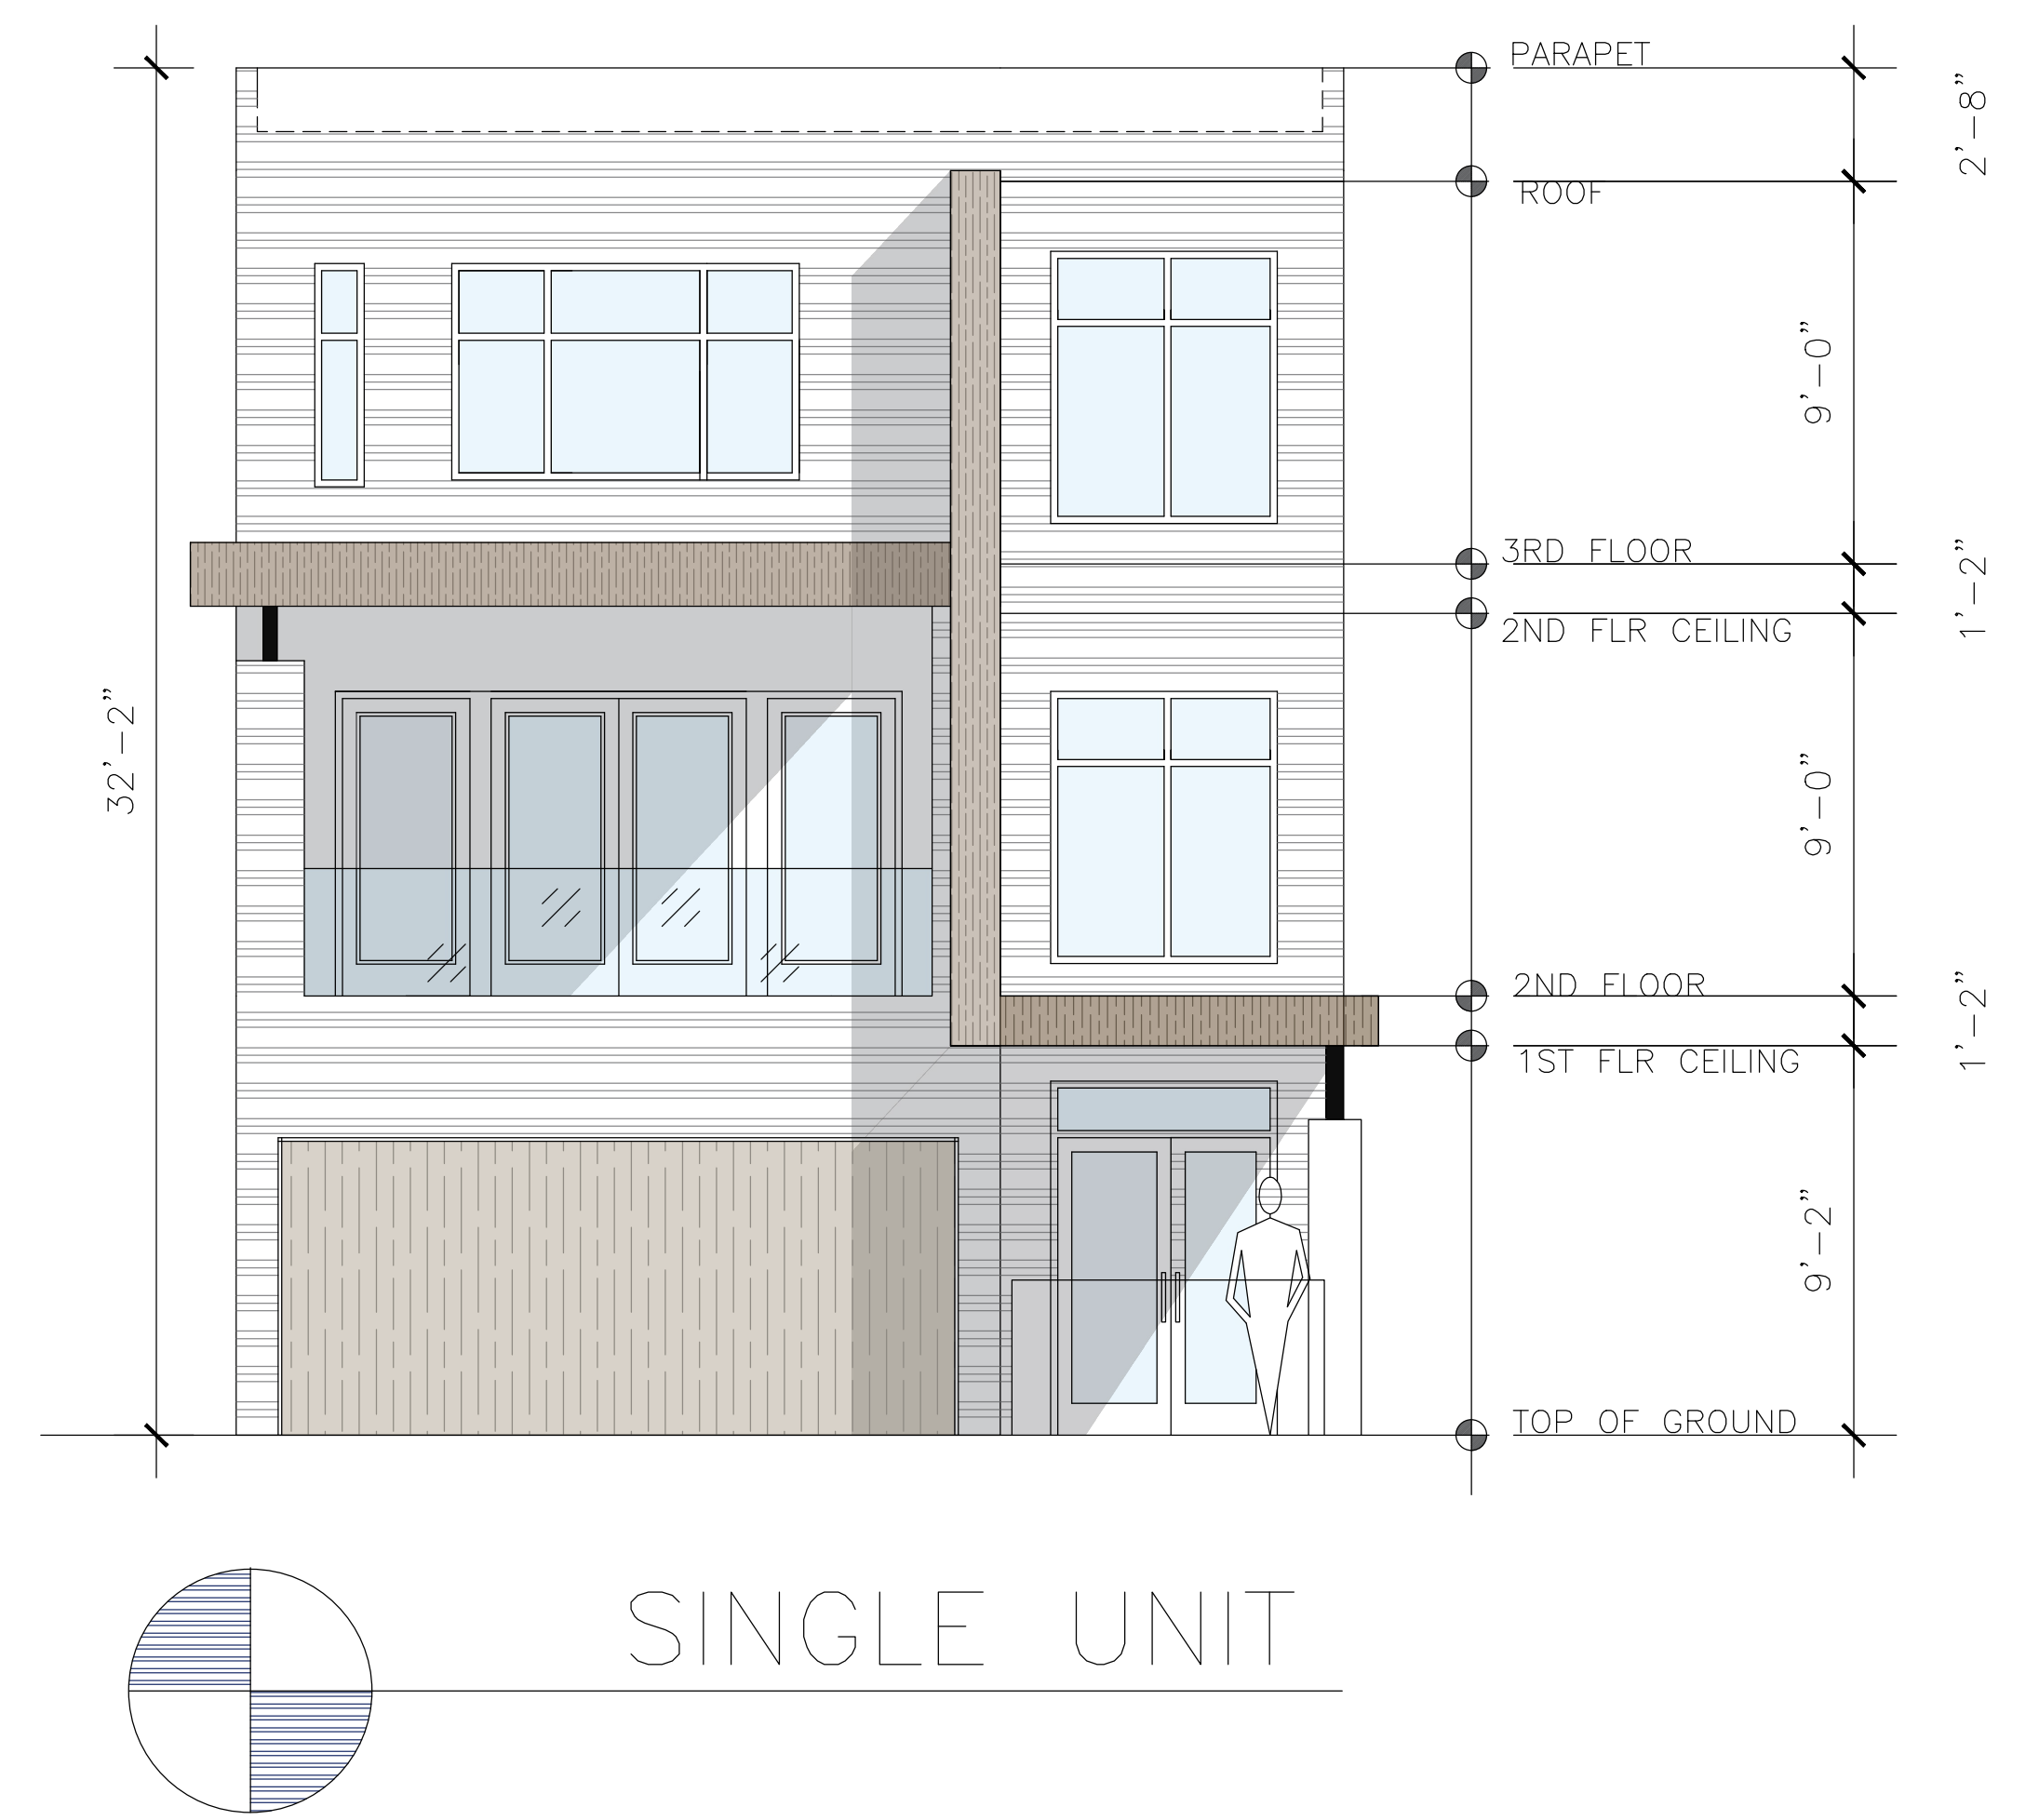 PARAPET
2'-8"
ROOF
9'-0"
3RD FLOOR
1'-2"
2ND FLR CEILING
32'-2"
9'-0"
2ND FLOOR
1'-2"
1ST FLR CEILING
9'-2"
TOP OF GROUND
SINGLE UNIT